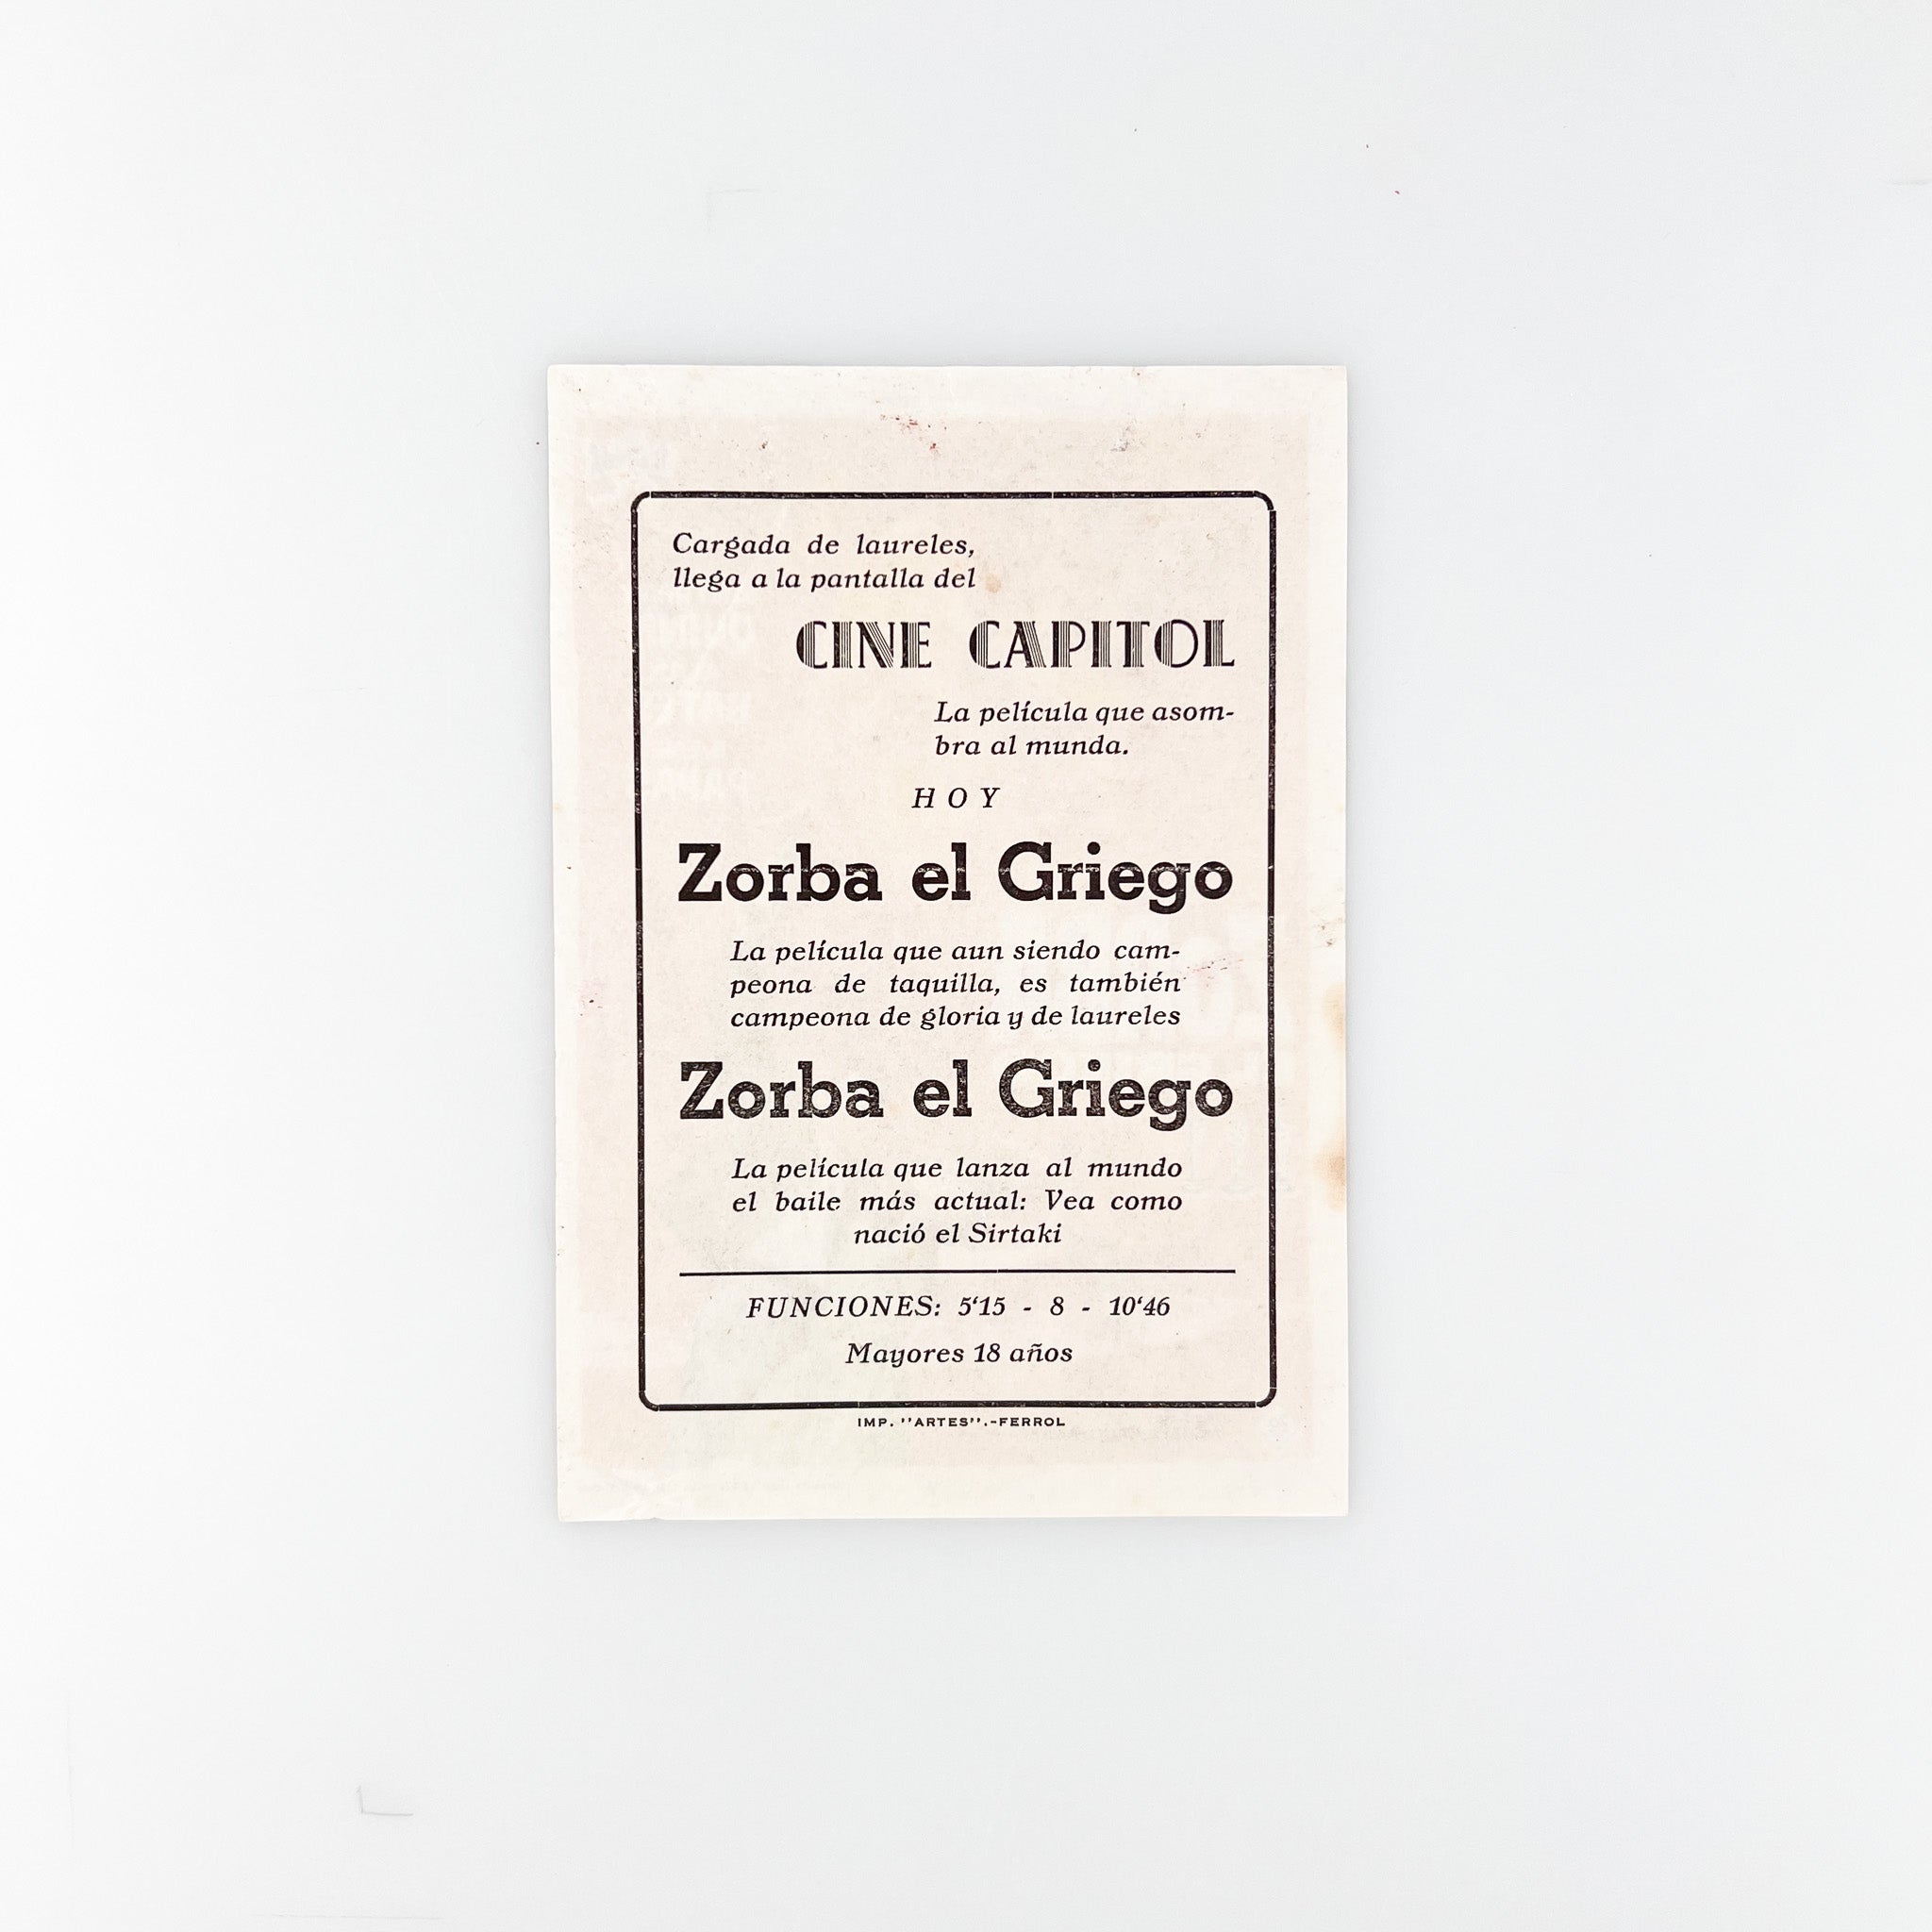 Cargada de laureles,
llega a la pantalla del
CINE CAPITOL
La película que asom-
bra al munda.
HOY
Zorba el Griego
La película que aun siendo cam-
peona de taquilla, es también
campeona de gloria y de laureles
Zorba el Griego
La película que lanza al mundo
el baile más actual: Vea como
nació el Sirtaki
FUNCIONES: 5‘15 - 8 - 10‘46
Mayores 18 años
IMP. ''ARTES''.-FERROL